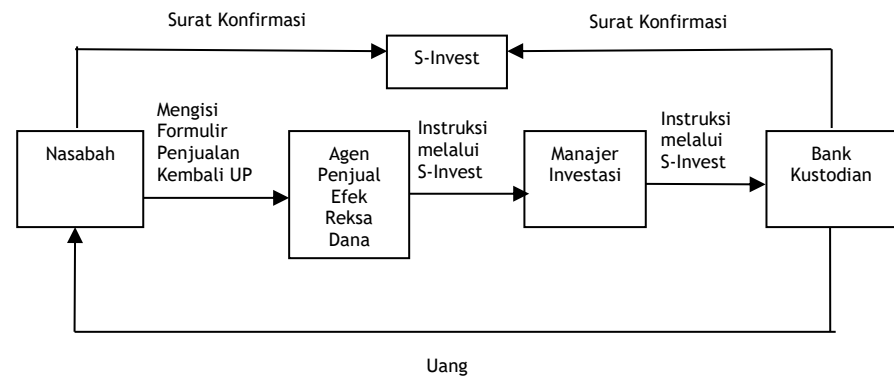 Surat Konfirmasi
Surat Konfirmasi
S-Invest
Nasabah
Mengisi
Formulir
Penjualan
Kembali UP
Agen
Penjual
Efek
Reksa
Dana
Instruksi
melalui
S-Invest
Manajer
Investasi
Instruksi
melalui
S-Invest
Bank
Kustodian
Uang